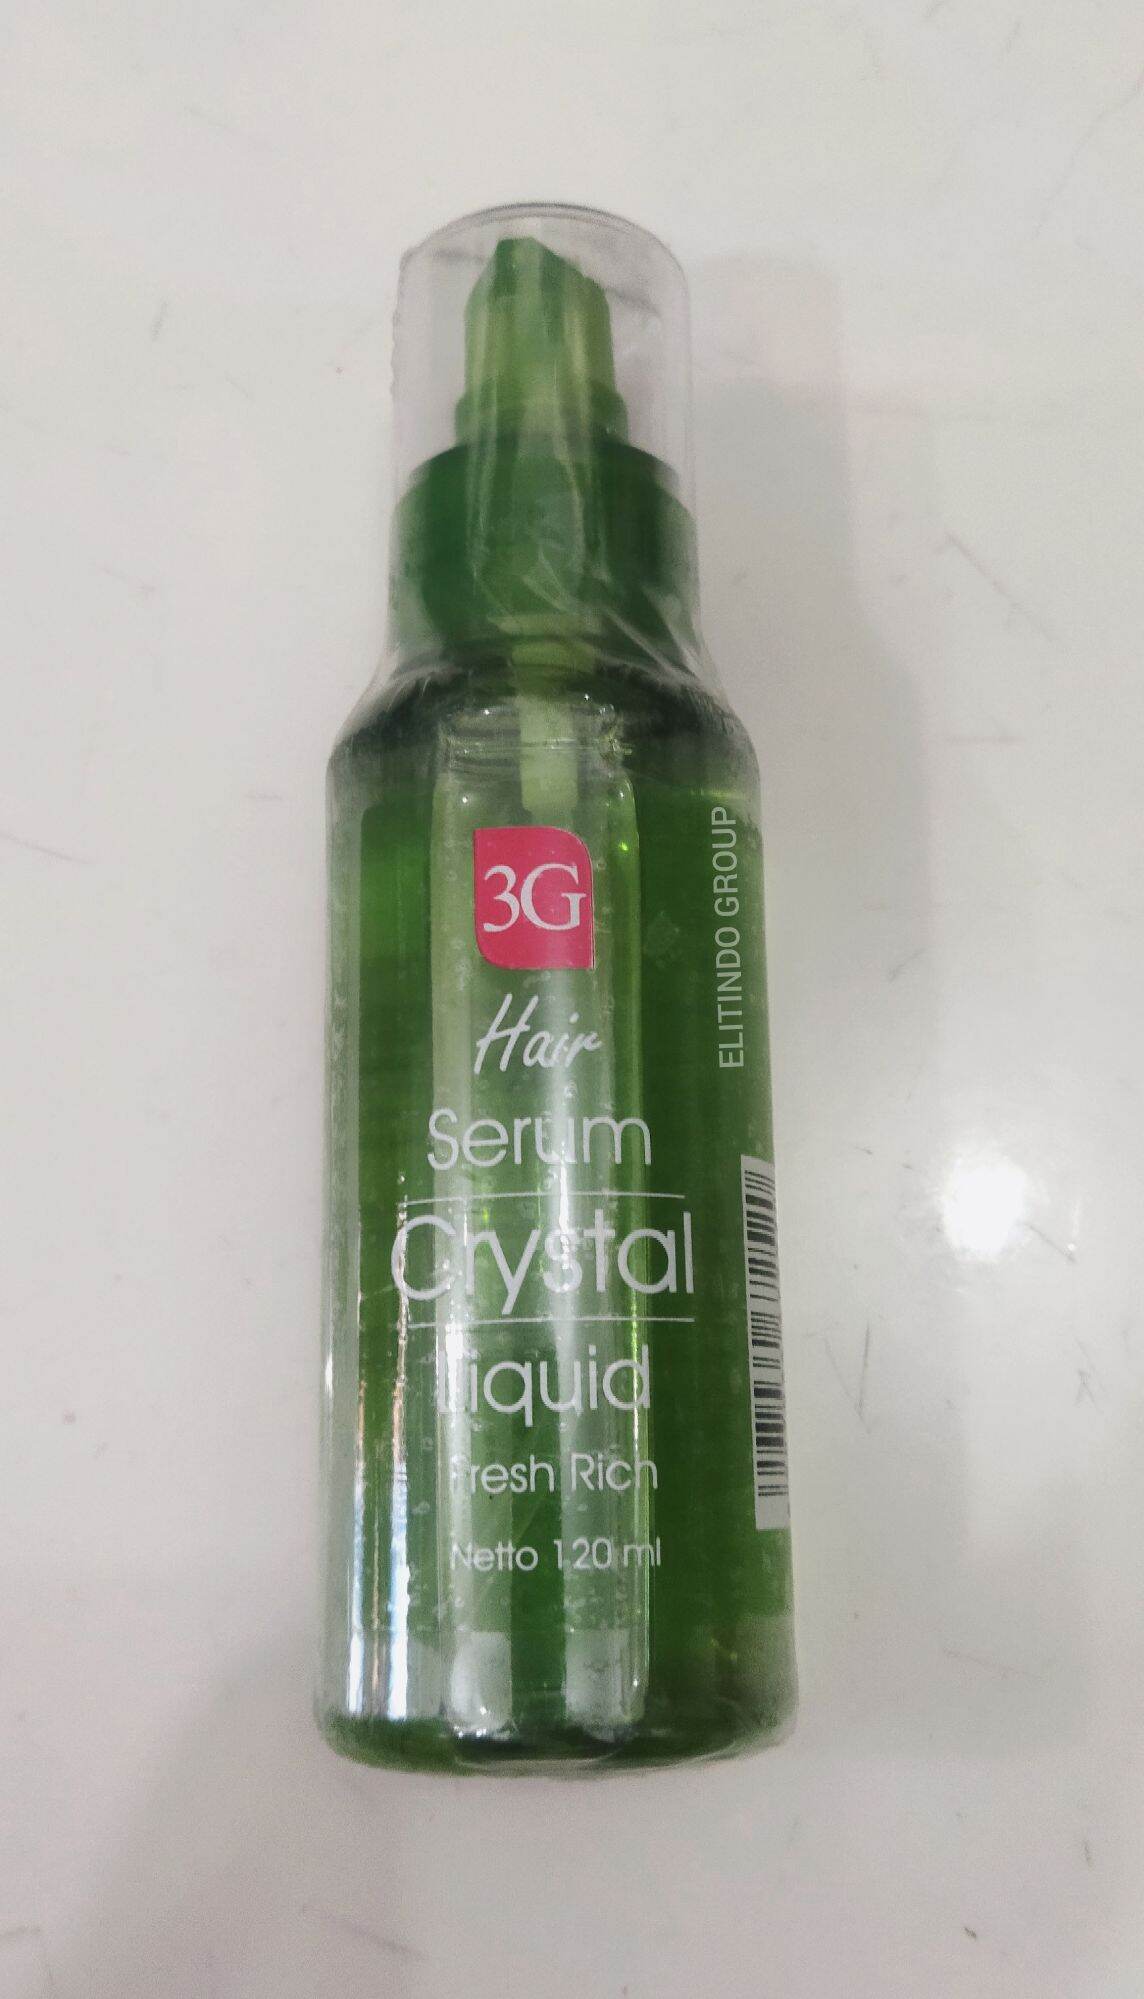 3G
Hair
Serum
Crystal
Liquid
Fresh Rich
Netto 120 ml
ELITINDO GROUP